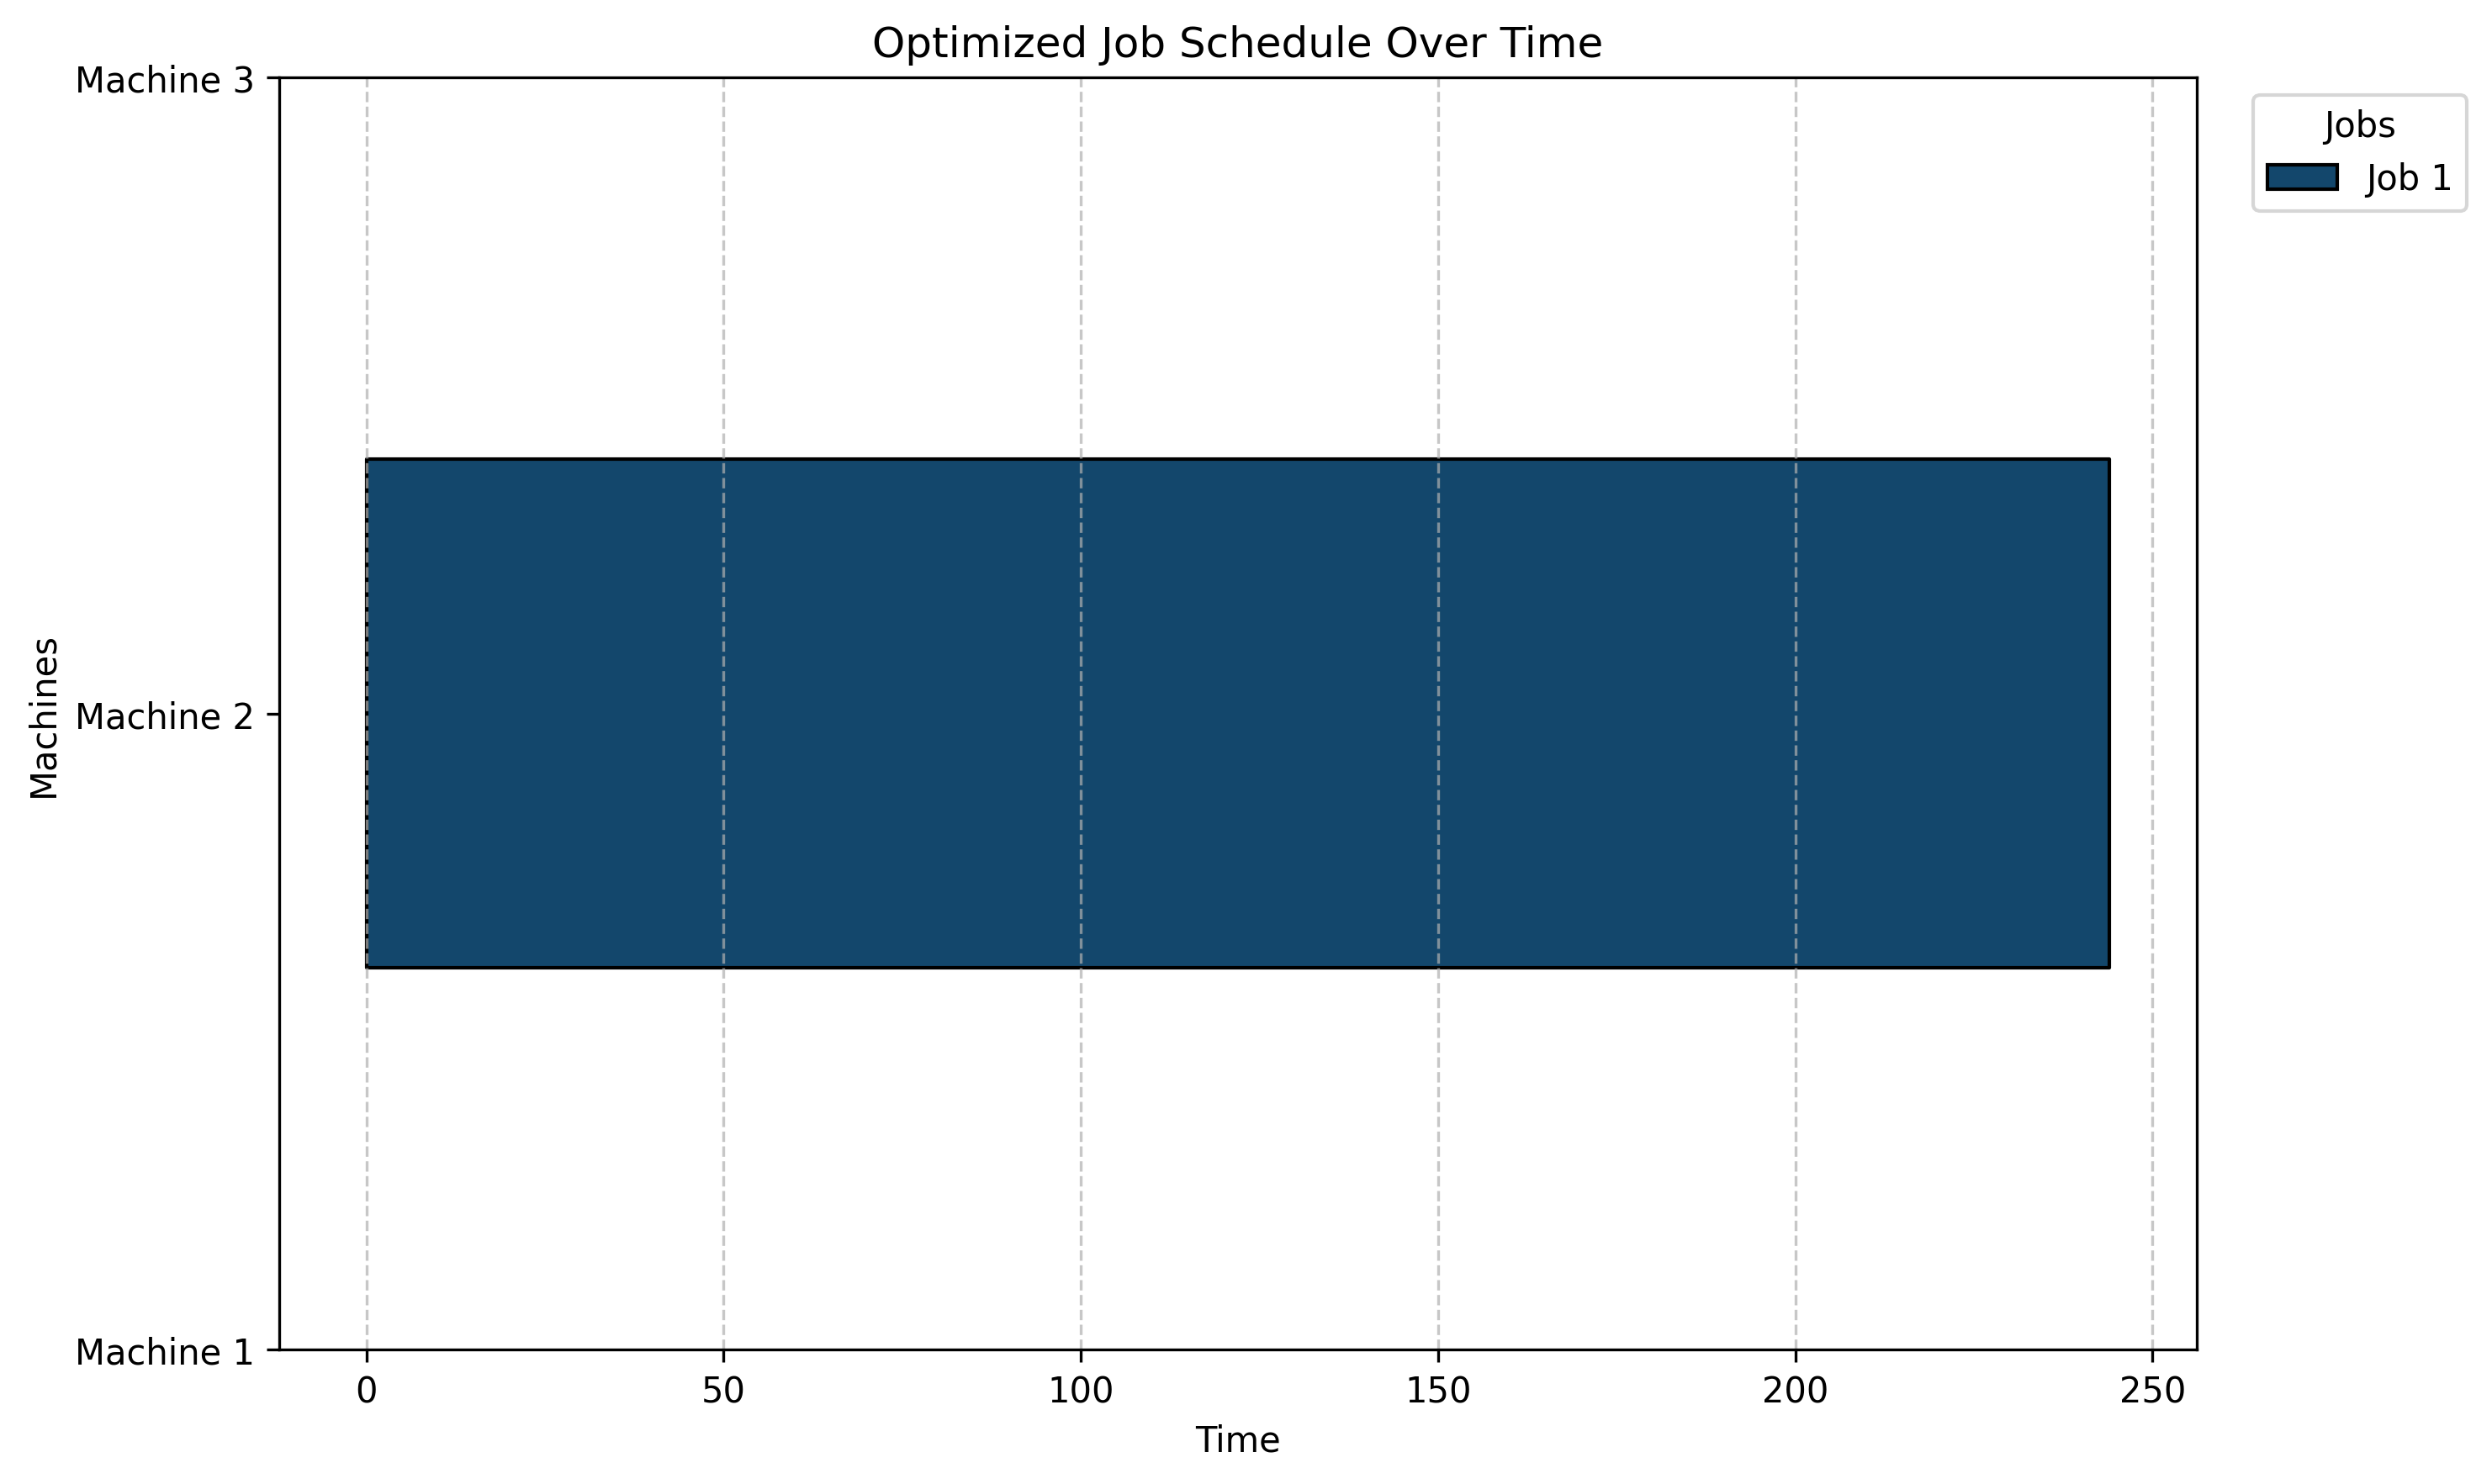 Optimized Job Schedule Over Time
Machine 3
Machine 2
Machine 1
Machines
0 50 100 150 200 250
Time
Jobs
Job 1